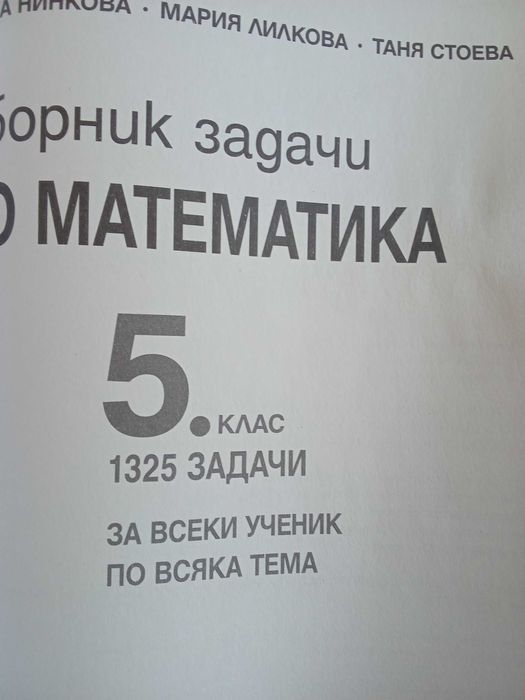 НИНКОВА · МАРИЯ ЛИЛКОВА · ТАНЯ СТОЕВА
борник задачи
О МАТЕМАТИКА
5. КЛАС
1325 ЗАДАЧИ
ЗА ВСЕКИ УЧЕНИК
ПО ВСЯКА ТЕМА